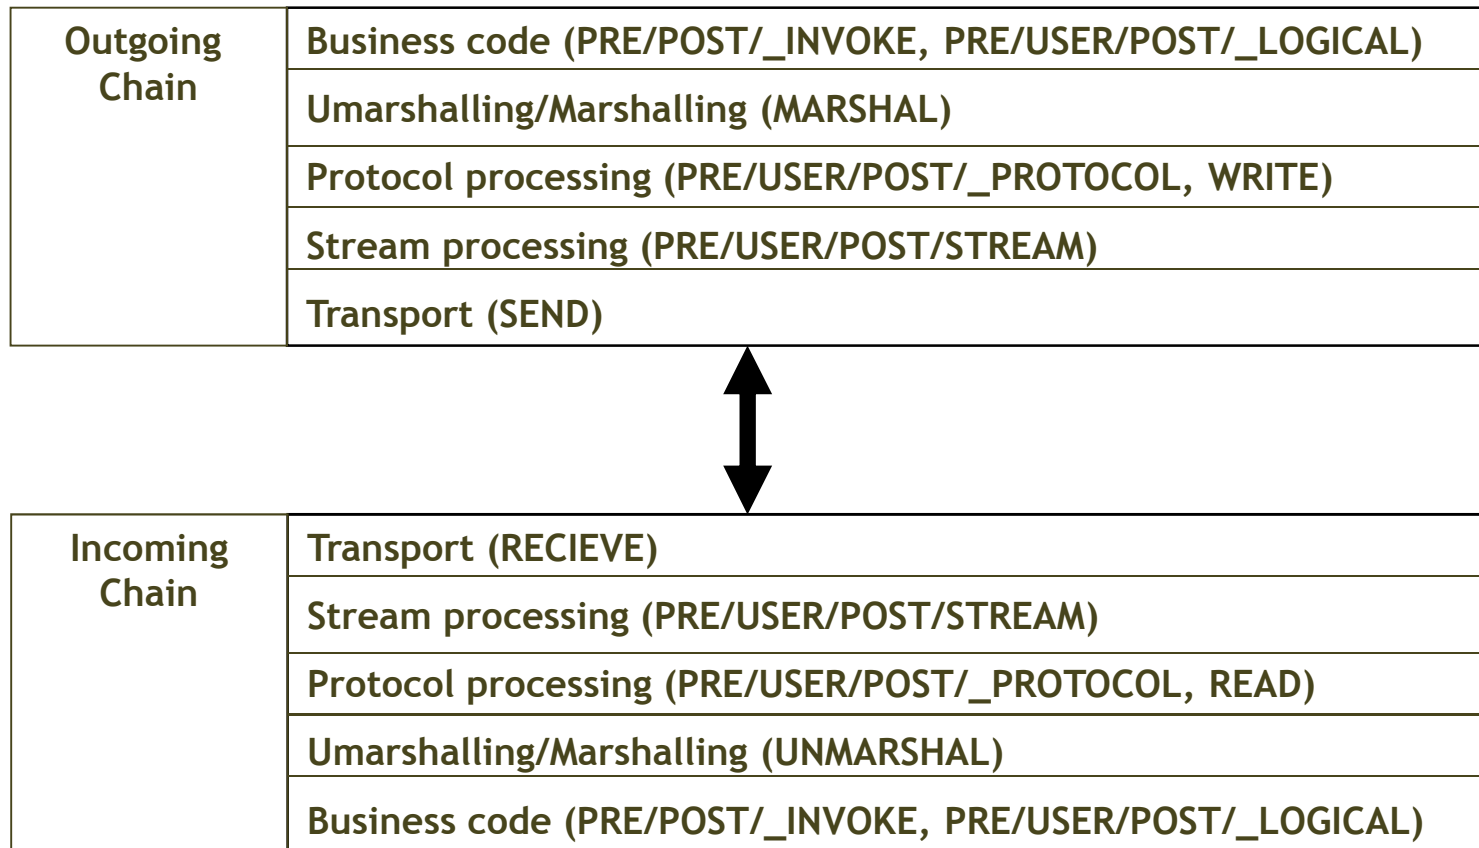 Outgoing
Chain
Business code (PRE/POST/_INVOKE, PRE/USER/POST/_LOGICAL)
Umarshalling/Marshalling (MARSHAL)
Protocol processing (PRE/USER/POST/_PROTOCOL, WRITE)
Stream processing (PRE/USER/POST/STREAM)
Transport (SEND)
Incoming
Chain
Transport (RECIEVE)
Stream processing (PRE/USER/POST/STREAM)
Protocol processing (PRE/USER/POST/_PROTOCOL, READ)
Umarshalling/Marshalling (UNMARSHAL)
Business code (PRE/POST/_INVOKE, PRE/USER/POST/_LOGICAL)